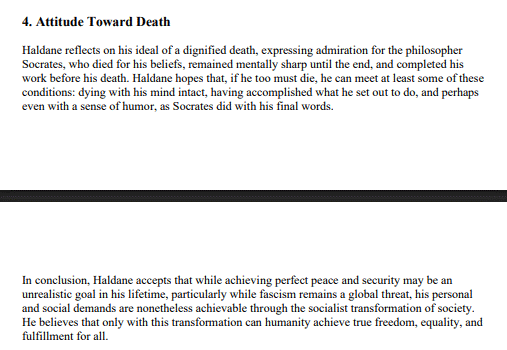 4. Attitude Toward Death
Haldane reflects on his ideal of a dignified death, expressing admiration for the philosopher
Socrates, who died for his beliefs, remained mentally sharp until the end, and completed his
work before his death. Haldane hopes that, if he too must die, he can meet at least some of these
conditions: dying with his mind intact, having accomplished what he set out to do, and perhaps
even with a sense of humor, as Socrates did with his final words.
In conclusion, Haldane accepts that while achieving perfect peace and security may be an
unrealistic goal in his lifetime, particularly while fascism remains a global threat, his personal
and social demands are nonetheless achievable through the socialist transformation of society.
He believes that only with this transformation can humanity achieve true freedom, equality, and
fulfillment for all.